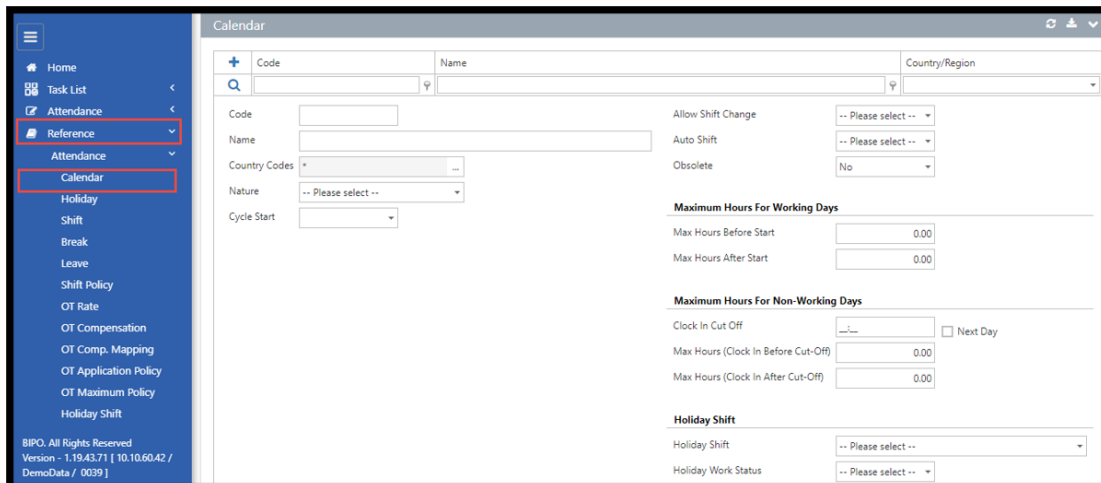 Calendar
Home
Task List
Attendance
Reference
Attendance
Calendar
Holiday
Shift
Break
Leave
Shift Policy
OT Rate
OT Compensation
OT Comp. Mapping
OT Application Policy
OT Maximum Policy
Holiday Shift
BIPO. All Rights Reserved
Version - 1.19.43.71 [ 10.10.60.42 /
DemoData / 0039 ]
Code Name Country/Region
Code
Name
Country Codes * ...
Nature -- Please select --
Cycle Start
Allow Shift Change -- Please select --
Auto Shift -- Please select --
Obsolete No
Maximum Hours For Working Days
Max Hours Before Start 0.00
Max Hours After Start 0.00
Maximum Hours For Non-Working Days
Clock In Cut Off __:__ Next Day
Max Hours (Clock In Before Cut-Off) 0.00
Max Hours (Clock In After Cut-Off) 0.00
Holiday Shift
Holiday Shift -- Please select --
Holiday Work Status -- Please select --